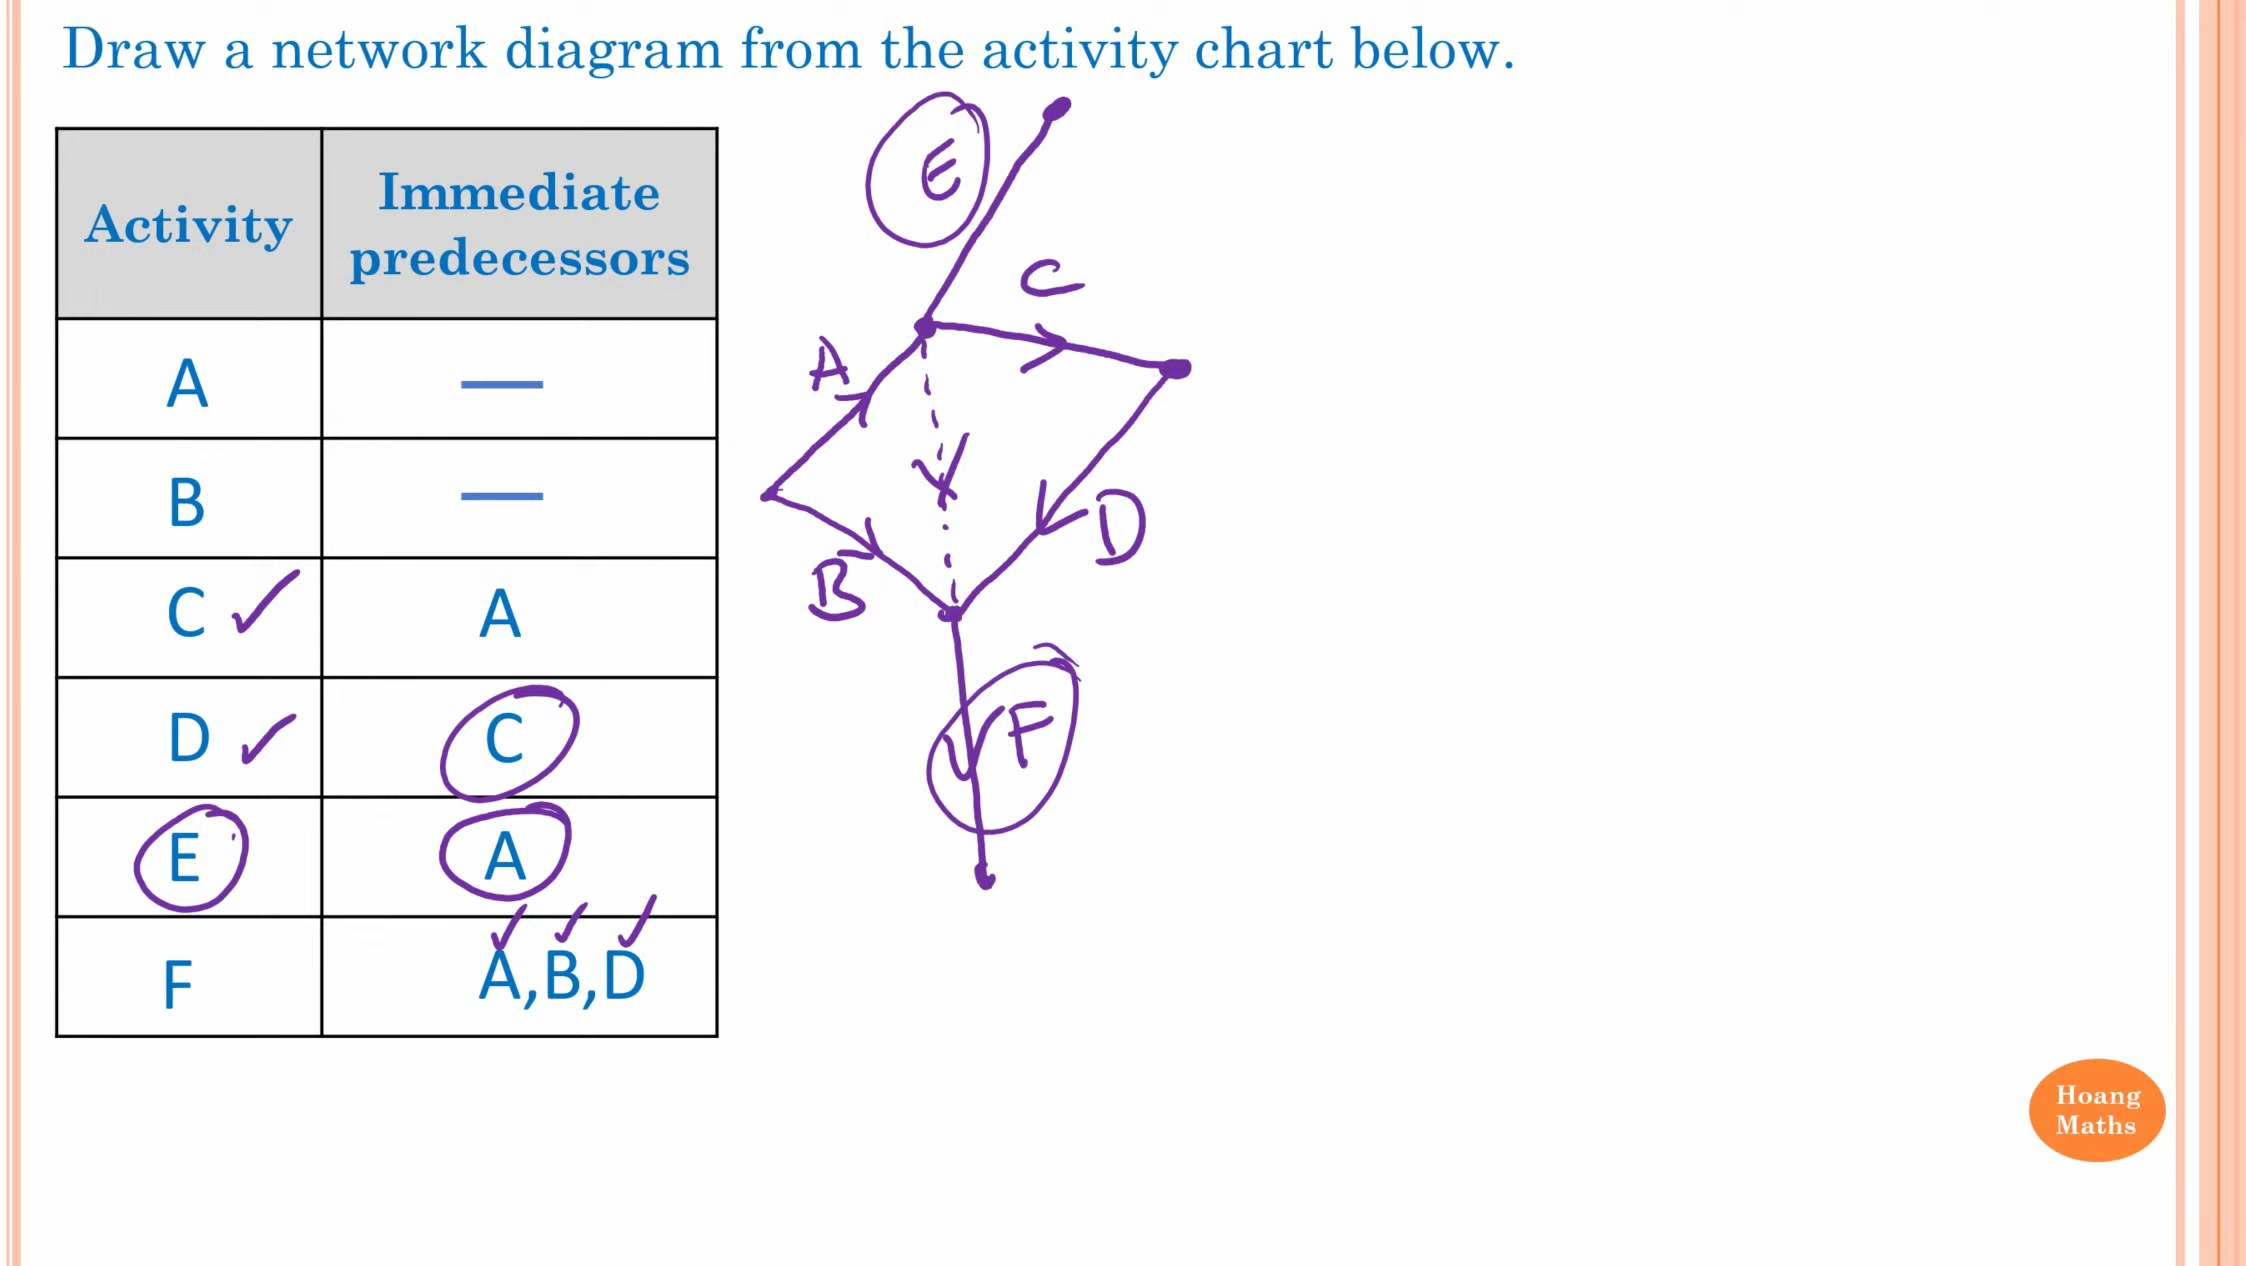 Draw a network diagram from the activity chart below.
Activity
Immediate
predecessors
A —
B —
C A
D C
E A
F A,B,D
E
C
A
B
D
F
Hoang
Maths